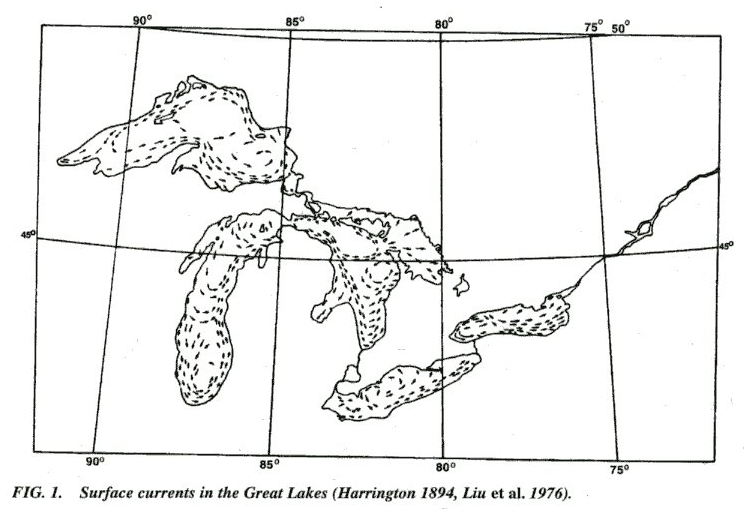 90° 85° 80° 75° 50°
45° 45°
90° 85° 80° 75°
FIG. 1. Surface currents in the Great Lakes (Harrington 1894, Liu et al. 1976).